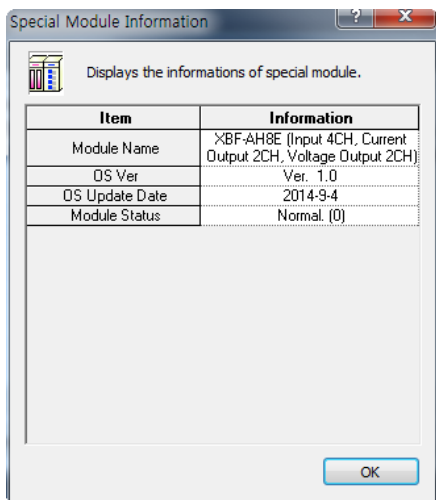 Special Module Information
?
X
Displays the informations of special module.
Item Information
Module Name XBF-AH8E (Input 4CH, Current
Output 2CH, Voltage Output 2CH)
OS Ver Ver. 1.0
OS Update Date 2014-9-4
Module Status Normal. (0)
OK